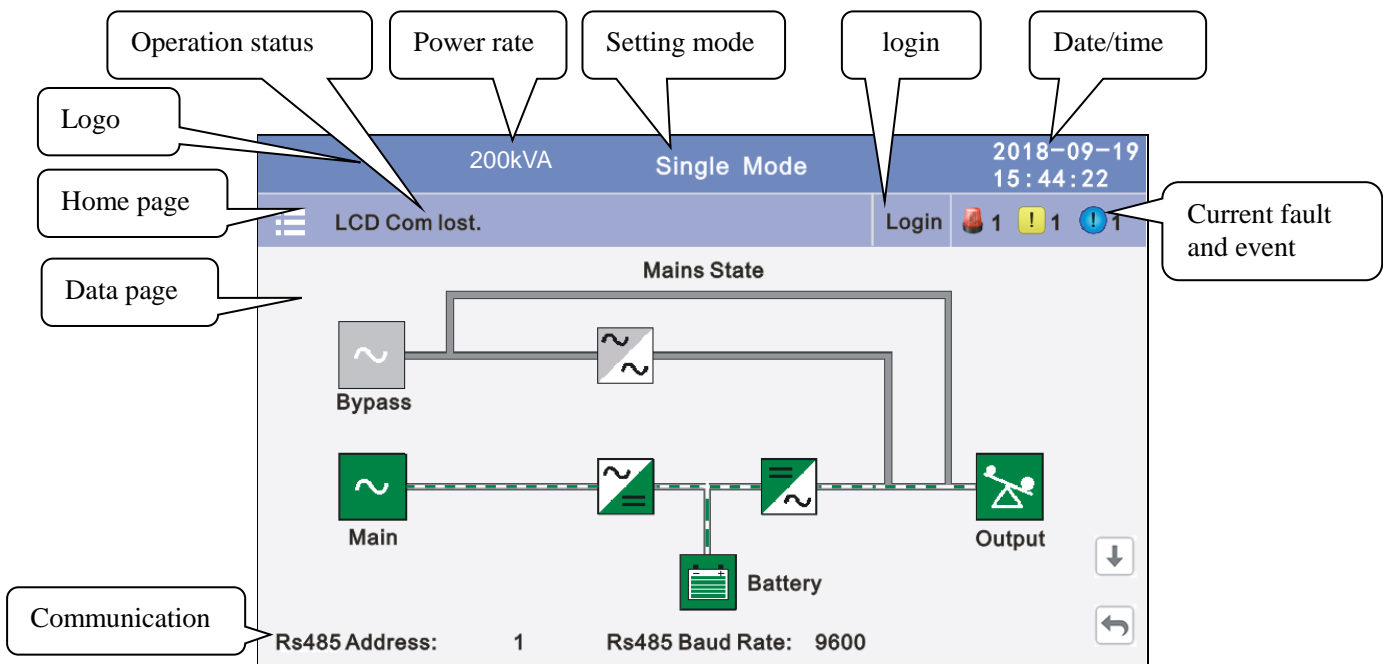 Operation status
Power rate
Setting mode
login
Date/time
Logo
200kVA
Single Mode
2018-09-19
15:44:22
Home page
LCD Com lost.
Login
1
! 1
! 1
Current fault
and event
Data page
Mains State
Bypass
Main
Output
Battery
Communication
Rs485 Address: 1 Rs485 Baud Rate: 9600